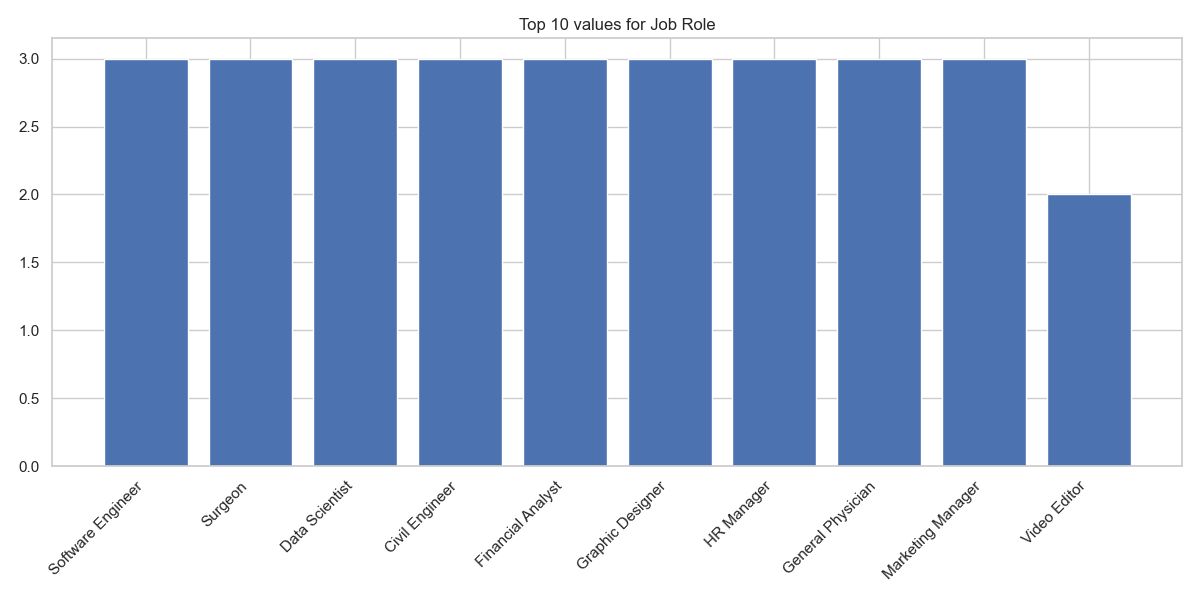 Top 10 values for Job Role
3.0
2.5
2.0
1.5
1.0
0.5
0.0
Software Engineer
Surgeon
Data Scientist
Civil Engineer
Financial Analyst
Graphic Designer
HR Manager
General Physician
Marketing Manager
Video Editor